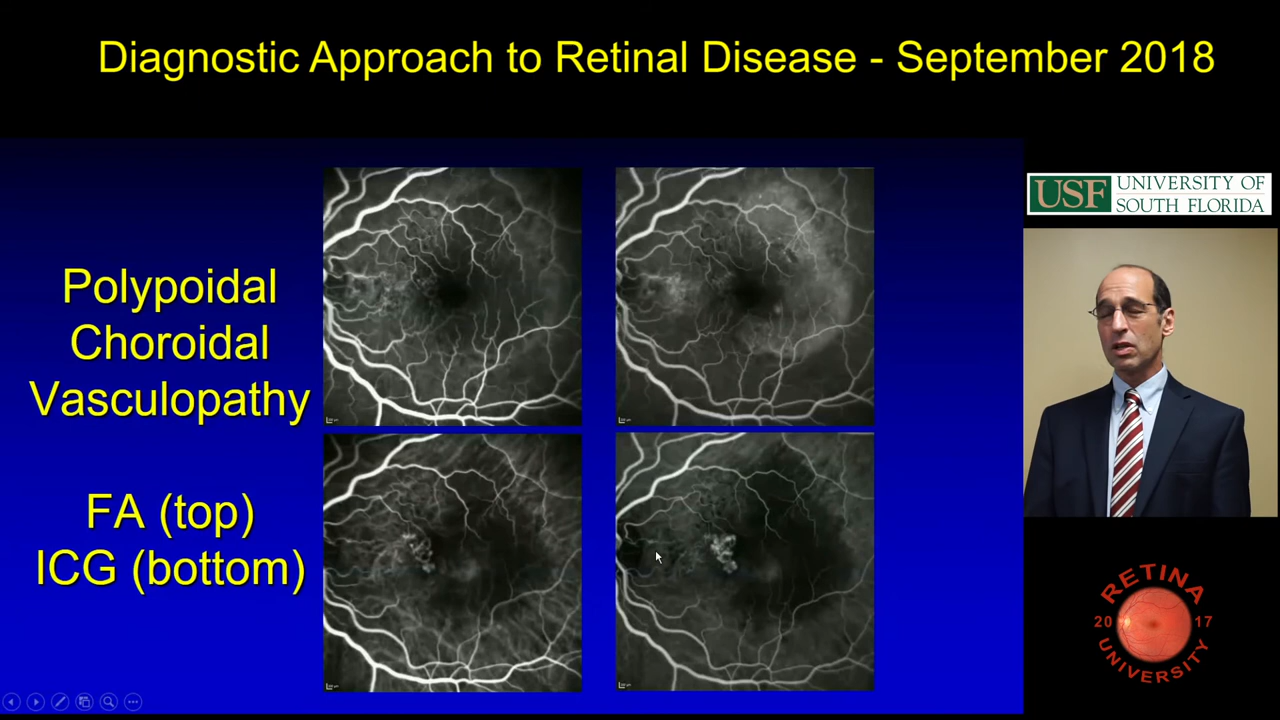 Diagnostic Approach to Retinal Disease - September 2018
Polypoidal
Choroidal
Vasculopathy
FA (top)
ICG (bottom)
USF UNIVERSITY OF
SOUTH FLORIDA
RETINA
20 17
UNIVERSITY